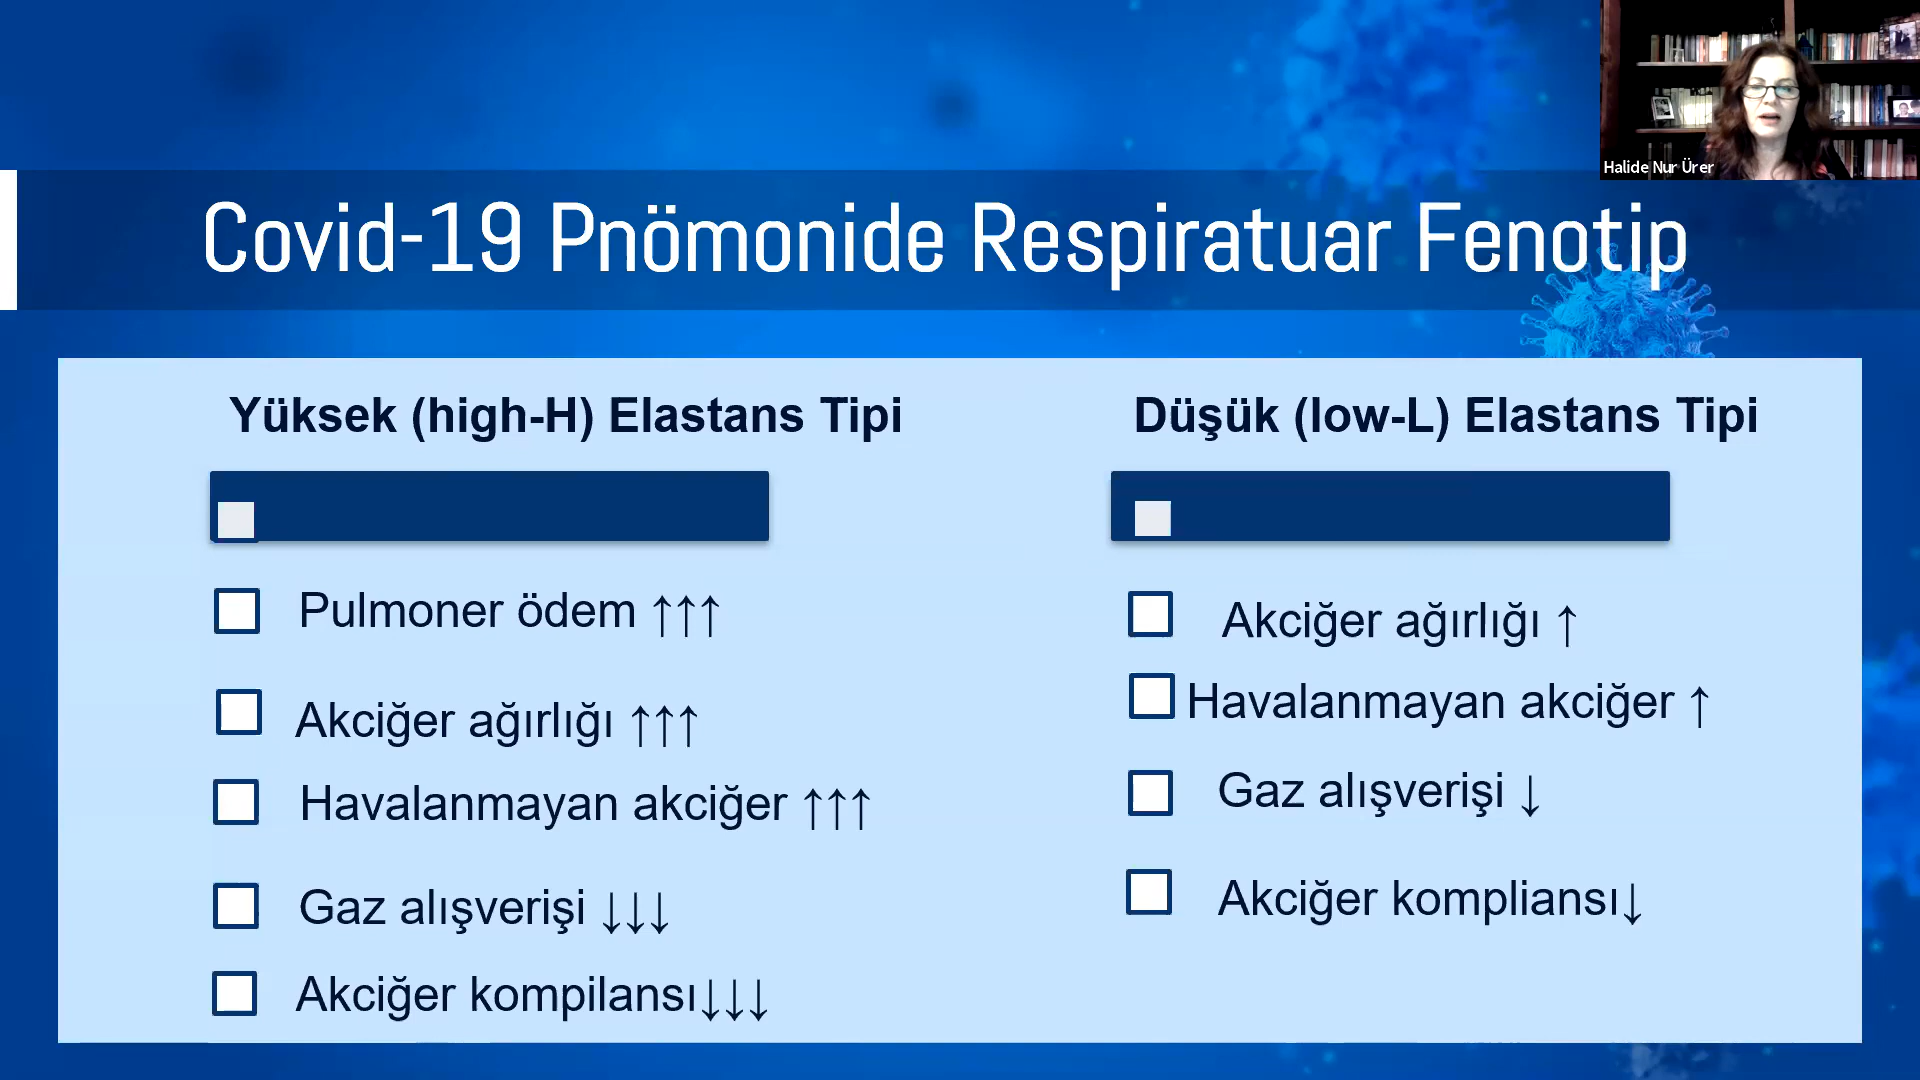 Halide Nur Ürer
Covid-19 Pnömonide Respiratuar Fenotip
Yüksek (high-H) Elastans Tipi
Pulmoner ödem ↑↑↑
Akciğer ağırlığı ↑↑↑
Havalanmayan akciğer ↑↑↑
Gaz alışverişi ↓↓↓
Akciğer kompilansı↓↓↓
Düşük (low-L) Elastans Tipi
Akciğer ağırlığı ↑
Havalanmayan akciğer ↑
Gaz alışverişi ↓
Akciğer kompliansı↓